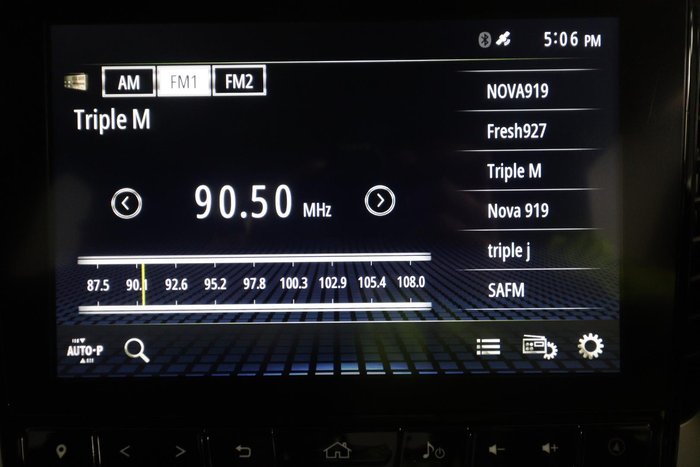 5:06 PM
AM FM1 FM2
Triple M
90.50 MHz
87.5 90.1 92.6 95.2 97.8 100.3 102.9 105.4 108.0
AUTO-P
NOVA919
Fresh927
Triple M
Nova 919
triple j
SAFM